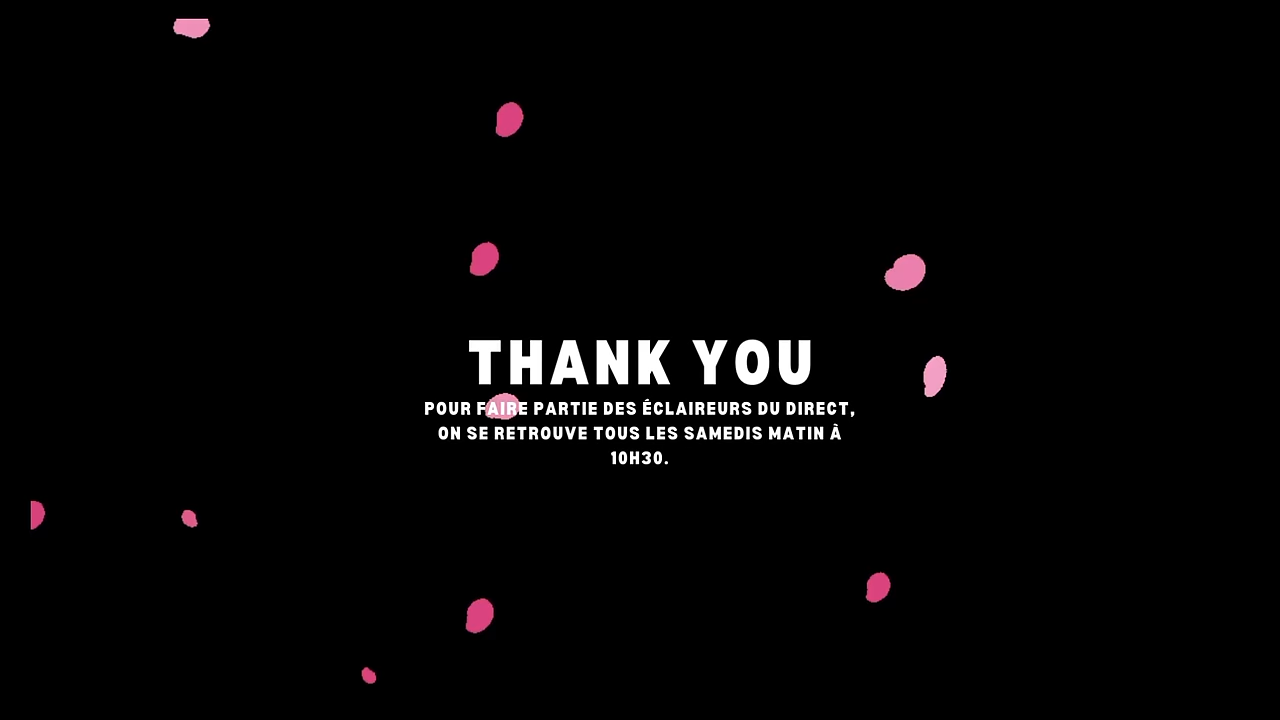 THANK YOU
POUR FAIRE PARTIE DES ÉCLAIREURS DU DIRECT,
ON SE RETROUVE TOUS LES SAMEDIS MATIN À
10H30.